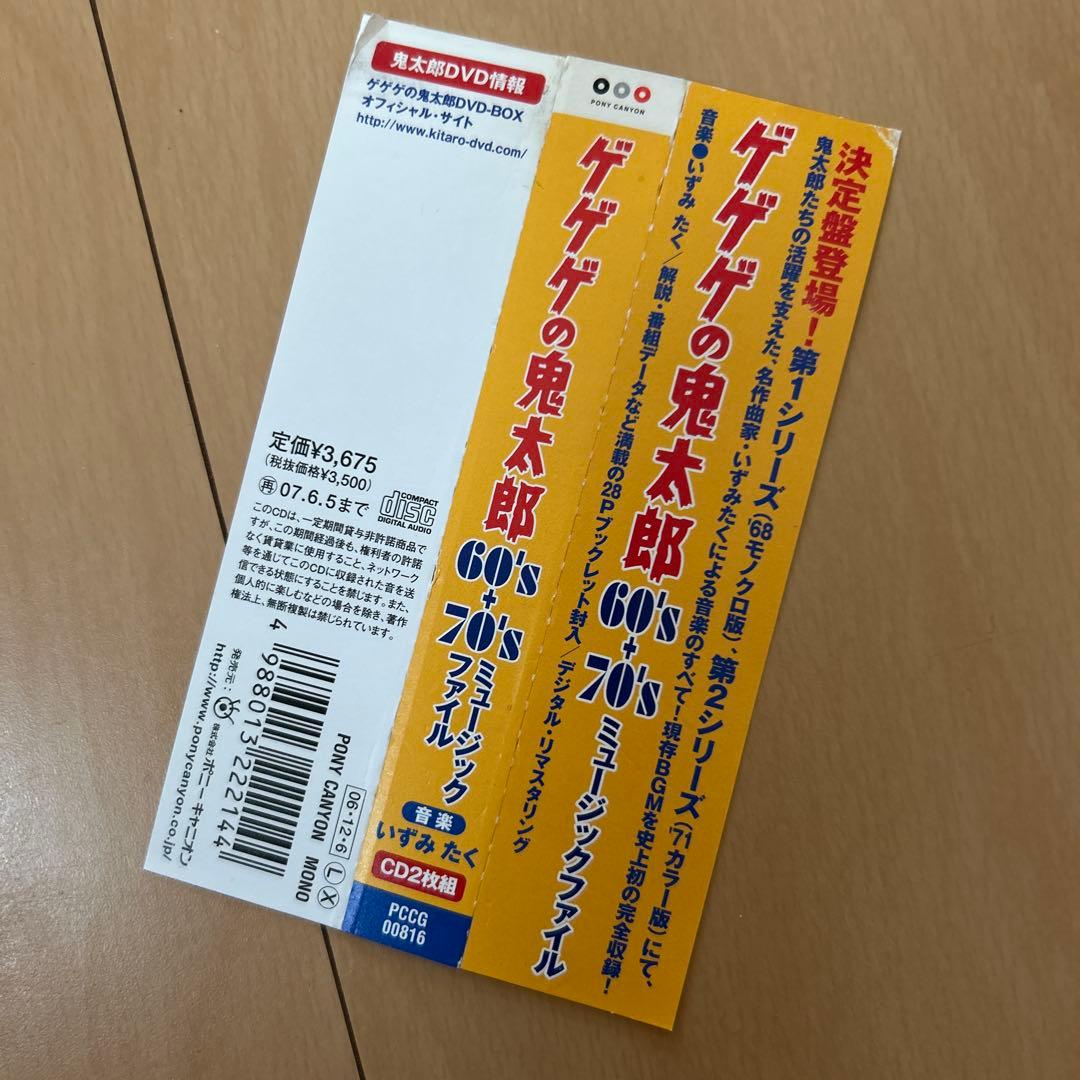 鬼太郎DVD情報
ゲゲゲの鬼太郎DVD-BOX
オフィシャル・サイト
http://www.kitaro-dvd.com/
定価¥3,675
(税抜価格¥3,500)
再07.6.5まで
COMPACT
disc
DIGITAL AUDIO
このCDは、一定期間貸与非許諾商品で
すが、この期間経過後も、権利者の許諾
なく賃貸業に使用すること、ネットワーク
等を通じてこのCDに収録された音を送
信できる状態にすることを禁じます。また、
個人的に楽しむなどの場合を除き、著作
権法上、無断複製は禁じられています。
4 988013 222144
発売元:株式会社ポニーキャニオン
http://www.ponycanyon.co.jp/
PONY CANYON MONO
06・12・6 L X
PONY CANYON
ゲゲゲの鬼太郎
60's
+
70's
ミュージック
ファイル
音楽
いずみ たく
CD2枚組
PCCG
00816
決定盤登場!第1シリーズ('68モノクロ版)、第2シリーズ('71カラー版)にて、
鬼太郎たちの活躍を支えた、名作曲家・いずみたくによる音楽のすべて!現存BGMを史上初の完全収録!
ゲゲゲの鬼太郎 60's+70's ミュージックファイル
音楽●いずみ たく/解説・番組データなど満載の28Pブックレット封入/デジタル・リマスタリング